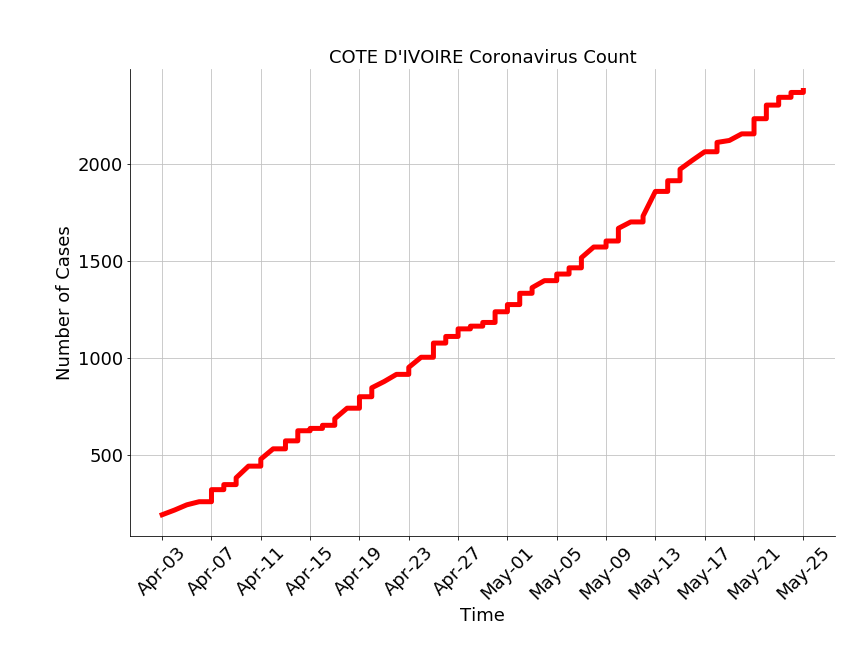 COTE D'IVOIRE Coronavirus Count
Number of Cases
2000
1500
1000
500
Apr-03
Apr-07
Apr-11
Apr-15
Apr-19
Apr-23
Apr-27
May-01
May-05
May-09
May-13
May-17
May-21
May-25
Time